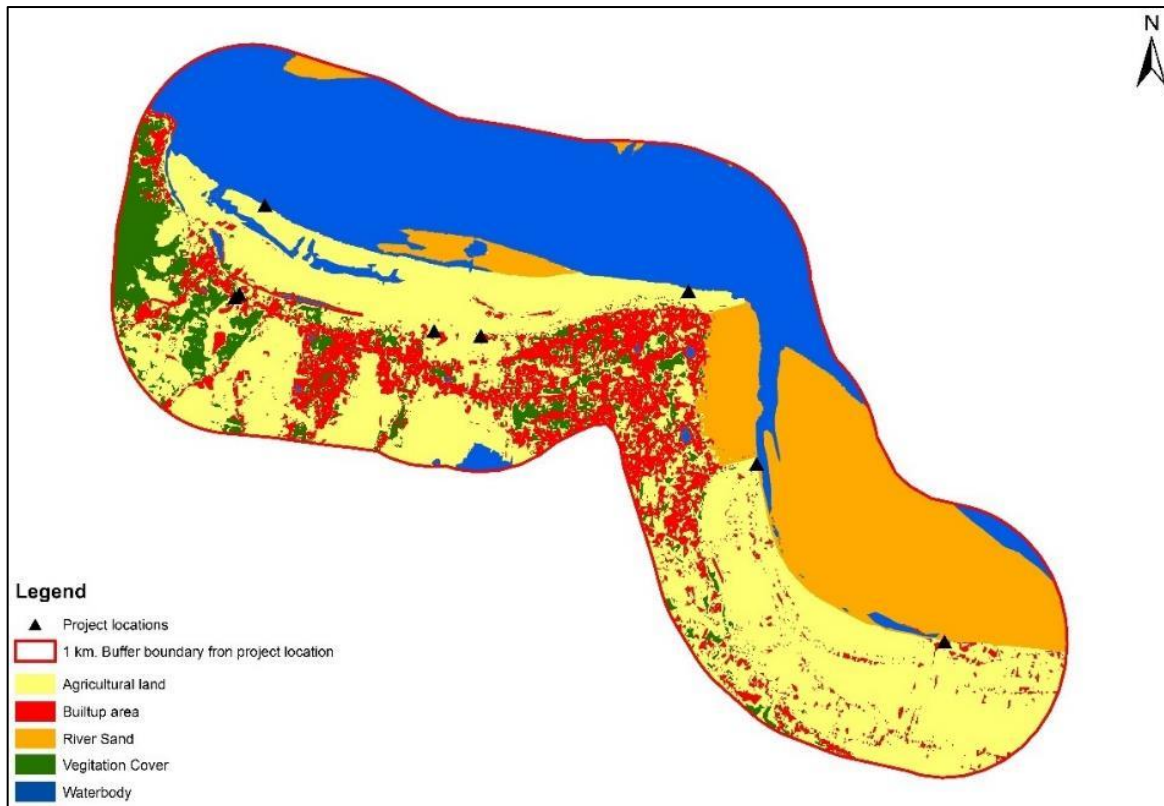 N
Legend
Project locations
1 km. Buffer boundary fron project location
Agricultural land
Builtup area
River Sand
Vegitation Cover
Waterbody